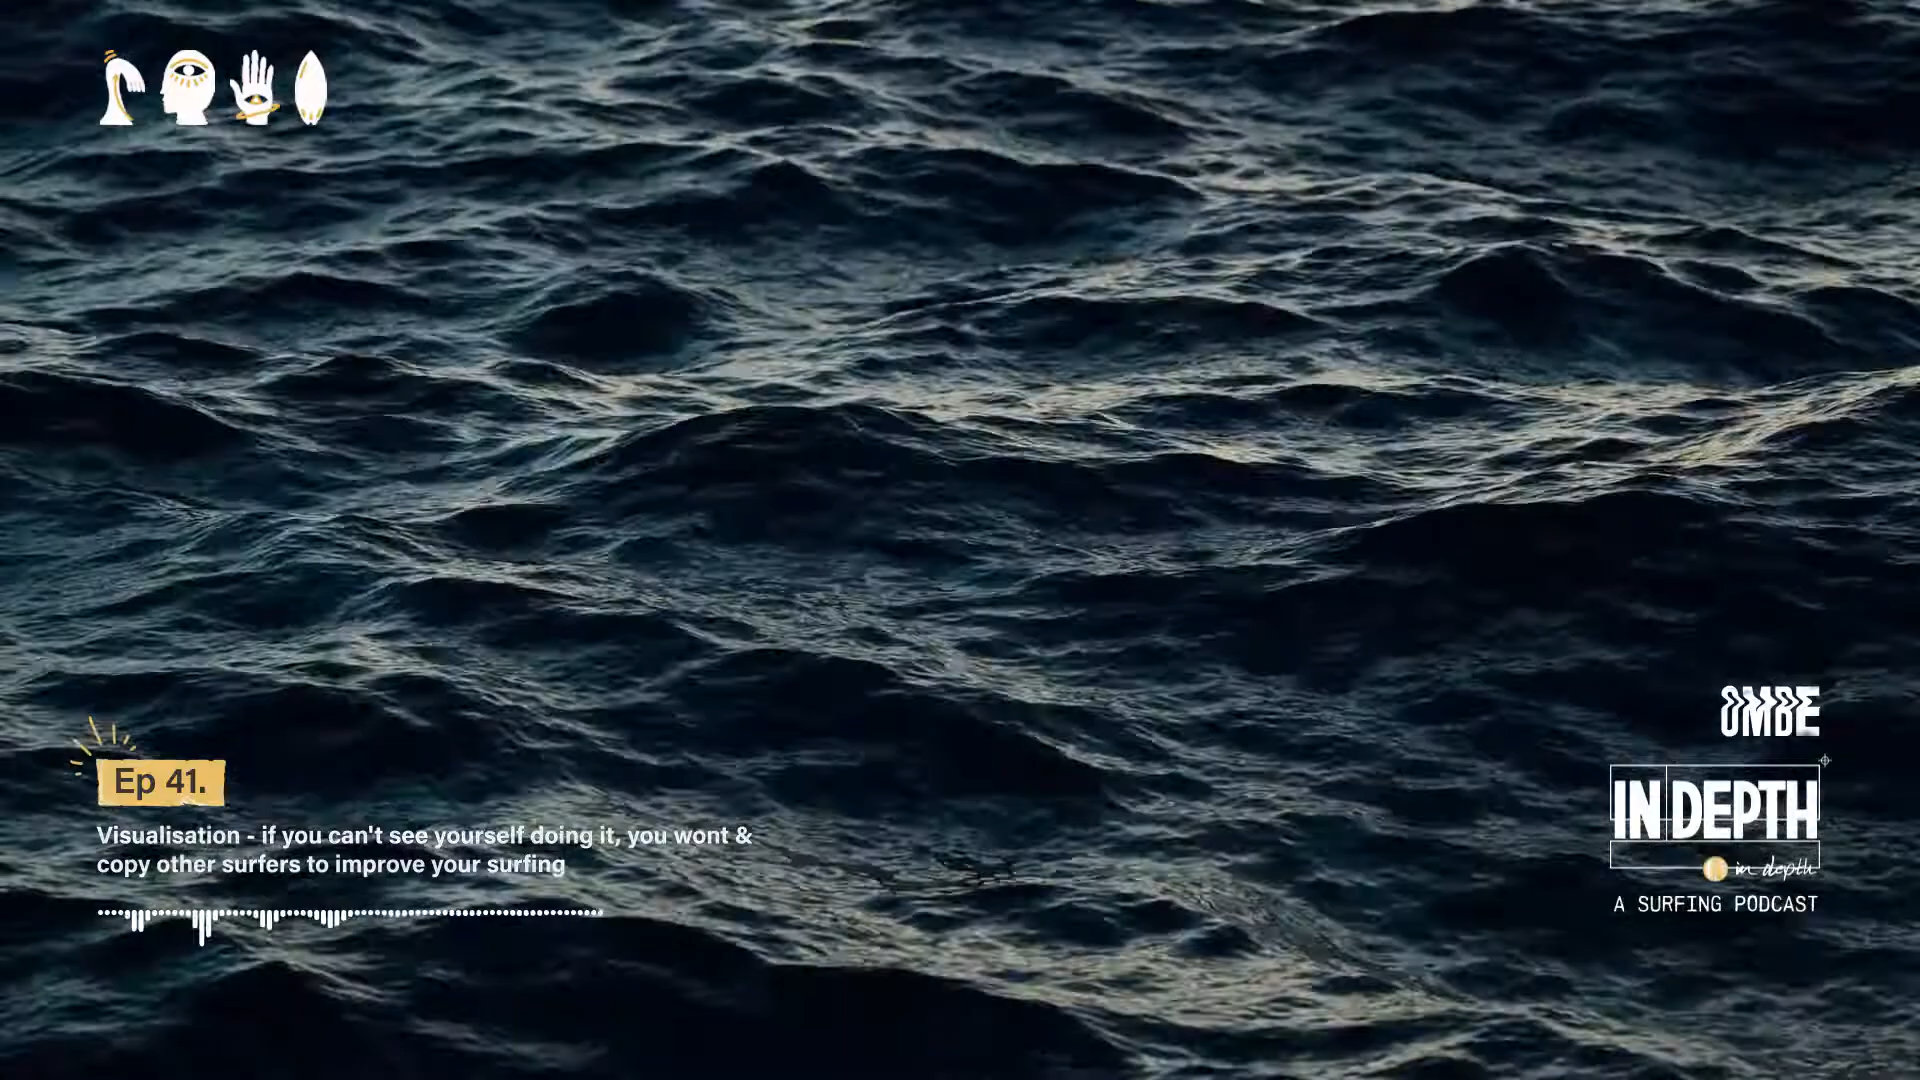 Ep 41.
Visualisation - if you can't see yourself doing it, you wont &
copy other surfers to improve your surfing
OMBE
IN DEPTH
in depth
A SURFING PODCAST